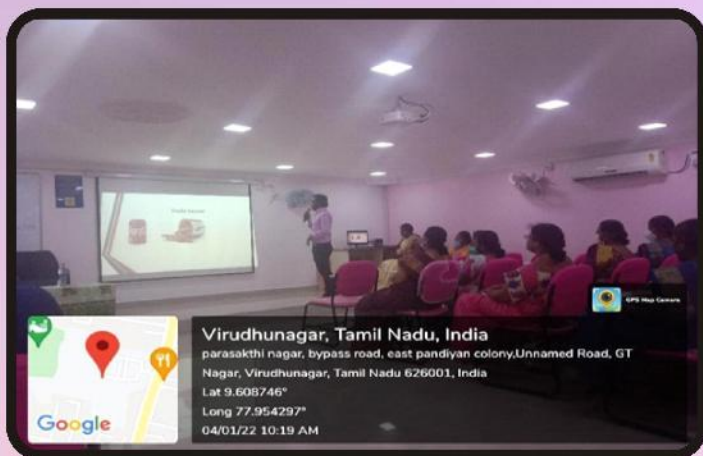 GPS Map Camera
Virudhunagar, Tamil Nadu, India
parasakthi nagar, bypass road, east pandiyan colony,Unnamed Road, GT
Nagar, Virudhunagar, Tamil Nadu 626001, India
Lat 9.608746°
Long 77.954297°
04/01/22 10:19 AM
Google